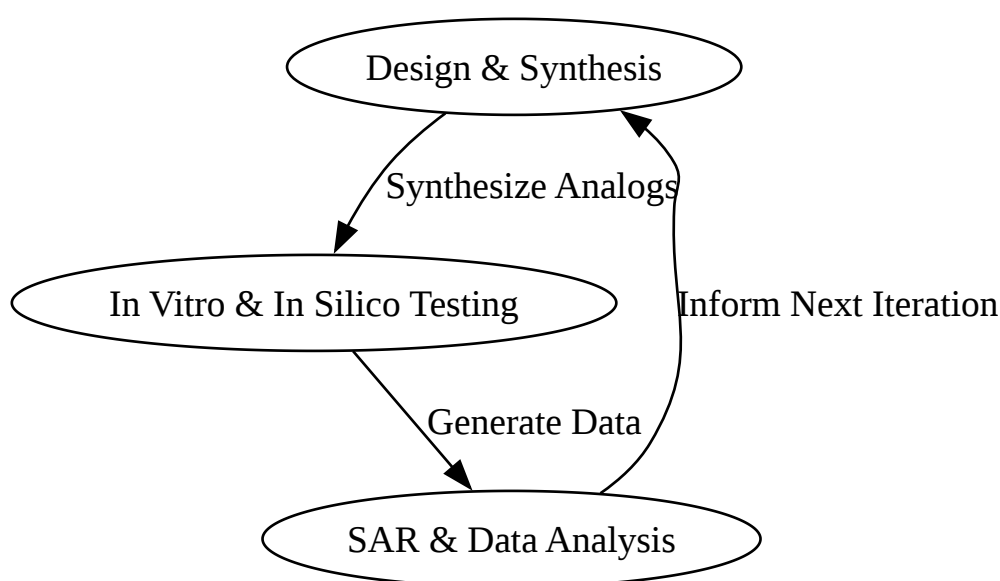 Design & Synthesis
Synthesize Analogs
In Vitro & In Silico Testing
Inform Next Iteration
Generate Data
SAR & Data Analysis